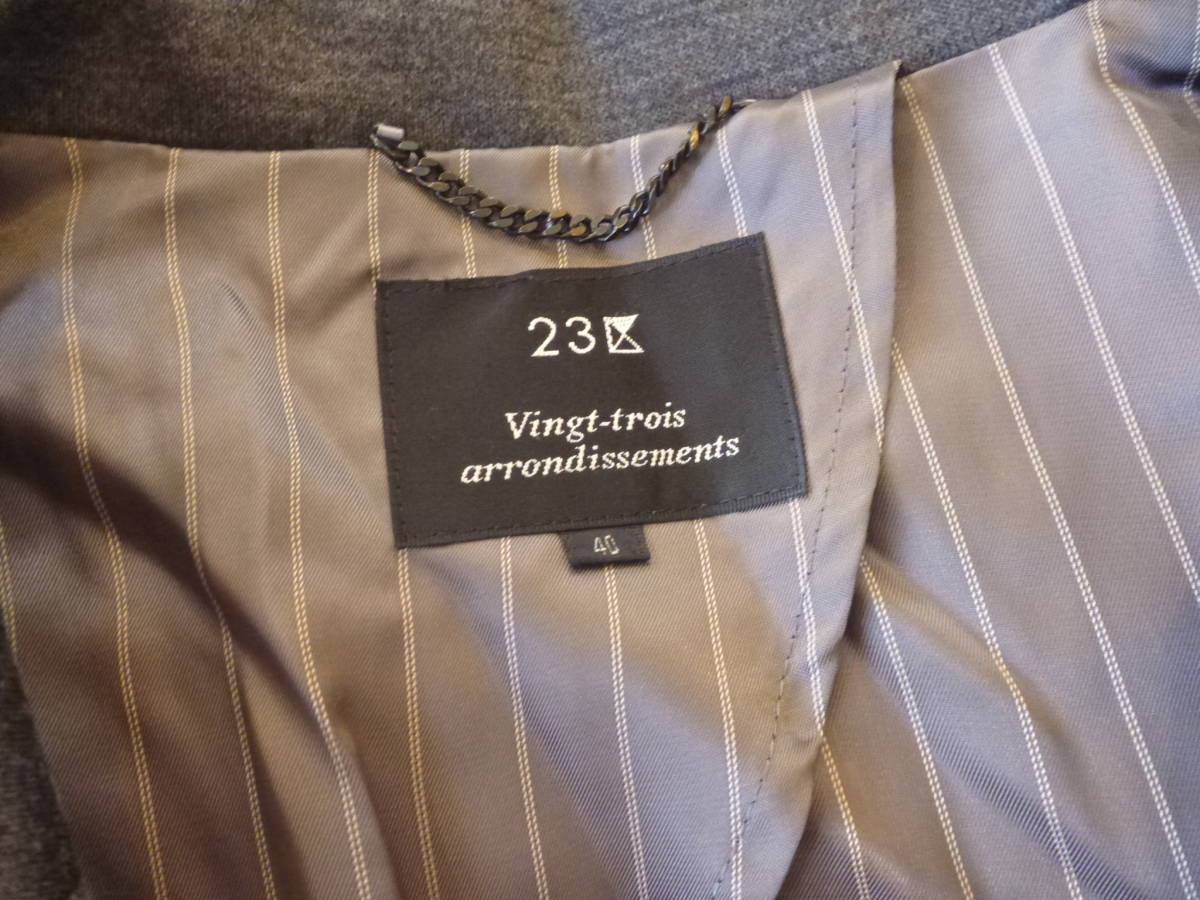 23区
Vingt-trois
arrondissements
40